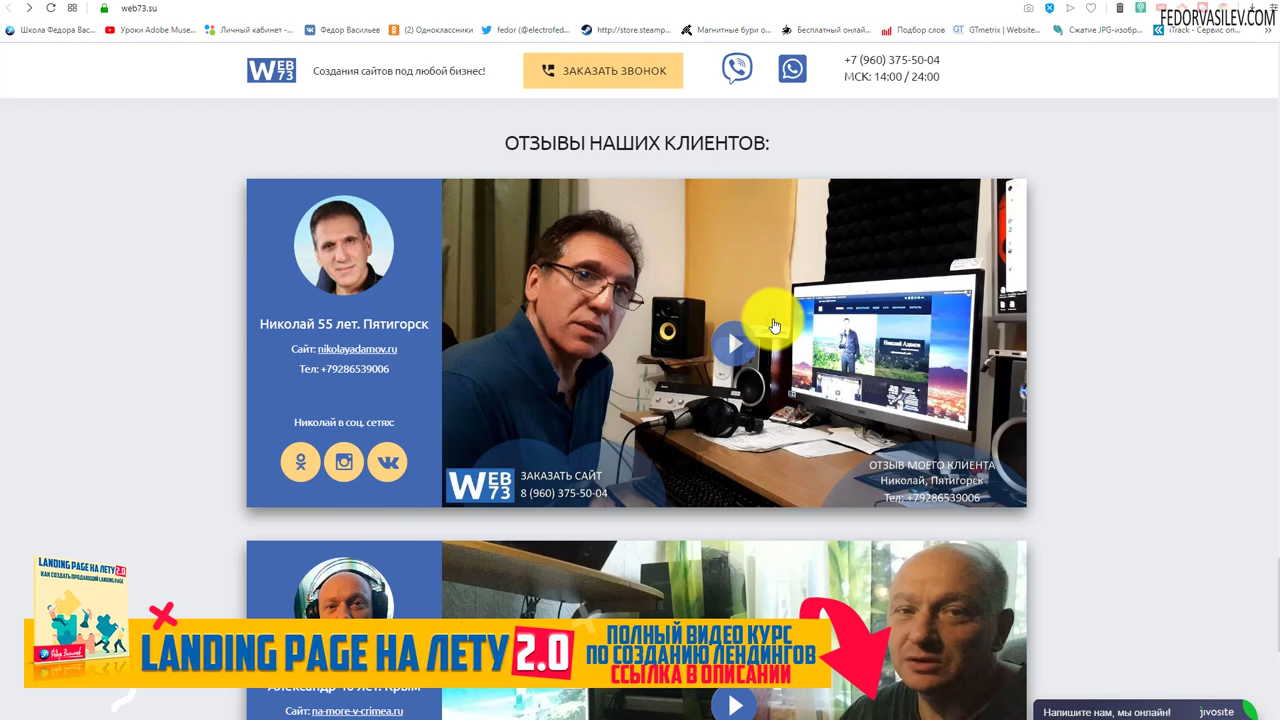 web73.su
FEDORVASILEV.COM
Школа Федора Вас...
Уроки Adobe Muse...
Личный кабинет -...
Федор Васильев
(2) Одноклассники
fedor (@electrofed...
http://store.steamp...
Магнитные бури о...
Бесплатный онлай...
Подбор слов
GT GTmetrix | Website...
Сжатие JPG-изобр...
iTrack - Сервис оп...
WEB 73
Создания сайтов под любой бизнес!
ЗАКАЗАТЬ ЗВОНОК
+7 (960) 375-50-04
МСК: 14:00 / 24:00
ОТЗЫВЫ НАШИХ КЛИЕНТОВ:
Николай 55 лет. Пятигорск
Сайт: nikolayadamov.ru
Тел: +79286539006
Николай в соц. сетях:
WEB 73
ЗАКАЗАТЬ САЙТ
8 (960) 375-50-04
ОТЗЫВ МОЕГО КЛИЕНТА
Николай, Пятигорск
Тел: +79286539006
LANDING PAGE НА ЛЕТУ 2.0
КАК СОЗДАТЬ ПРОДАЮЩИЙ LANDING PAGE
LANDING PAGE НА ЛЕТУ 2.0
ПОЛНЫЙ ВИДЕО КУРС
ПО СОЗДАНИЮ ЛЕНДИНГОВ
ССЫЛКА В ОПИСАНИИ
Сайт: na-more-v-crimea.ru
Напишите нам, мы онлайн!
jivosite